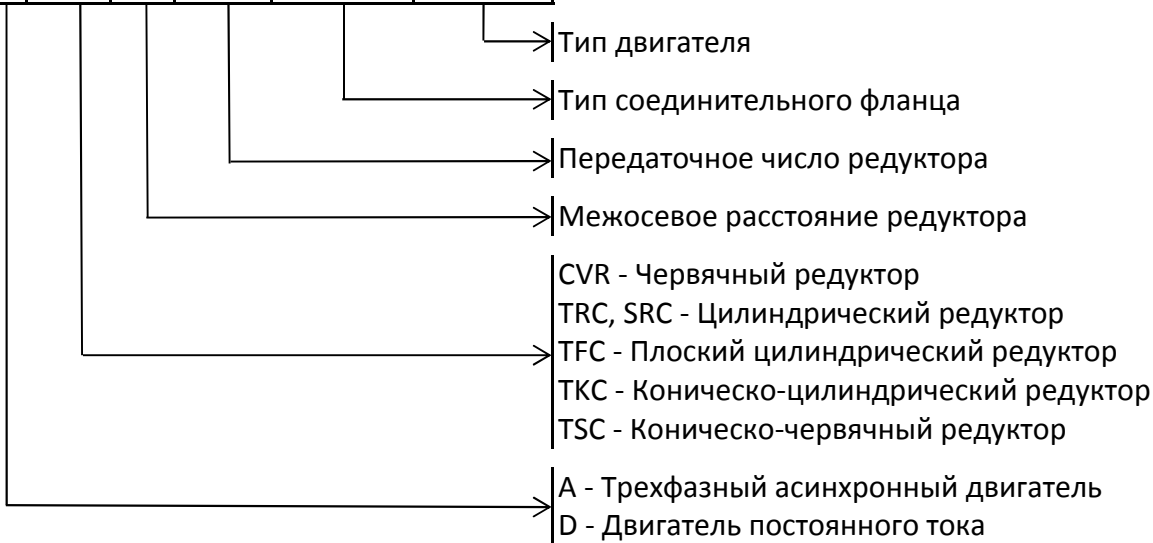 Тип двигателя
Тип соединительного фланца
Передаточное число редуктора
Межосевое расстояние редуктора
CVR - Червячный редуктор
TRC, SRC - Цилиндрический редуктор
TFC - Плоский цилиндрический редуктор
TKC - Коническо-цилиндрический редуктор
TSC - Коническо-червячный редуктор
A - Трехфазный асинхронный двигатель
D - Двигатель постоянного тока